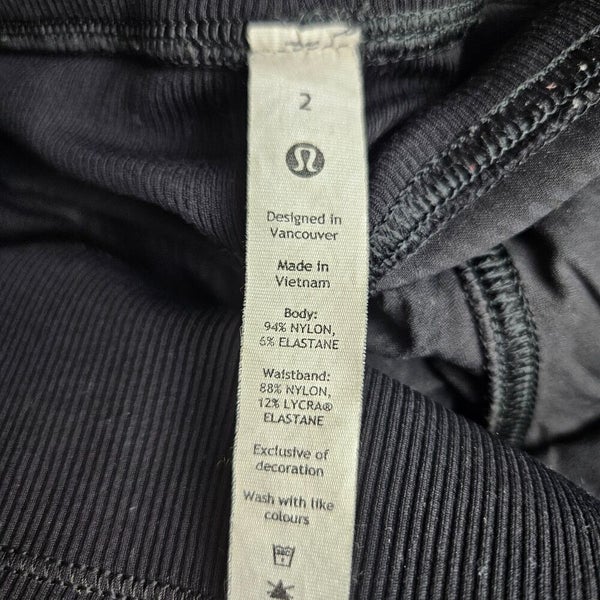 2
Designed in
Vancouver
Made in
Vietnam
Body:
94% NYLON,
6% ELASTANE
Waistband:
88% NYLON,
12% LYCRA®
ELASTANE
Exclusive of
decoration
Wash with like
colours